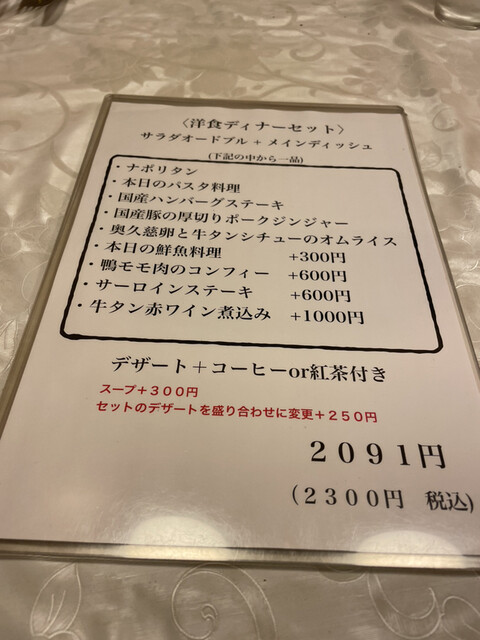 〈洋食ディナーセット〉
サラダオードブル + メインディッシュ
(下記の中から一品)
・ナポリタン
・本日のパスタ料理
・国産ハンバーグステーキ
・国産豚の厚切りポークジンジャー
・奥久慈卵と牛タンシチューのオムライス
・本日の鮮魚料理 +300円
・鴨モモ肉のコンフィー +600円
・サーロインステーキ +600円
・牛タン赤ワイン煮込み +1000円
デザート＋コーヒーor紅茶付き
スープ＋３００円
セットのデザートを盛り合わせに変更＋２５０円
２０９１円
(２３００円 税込)